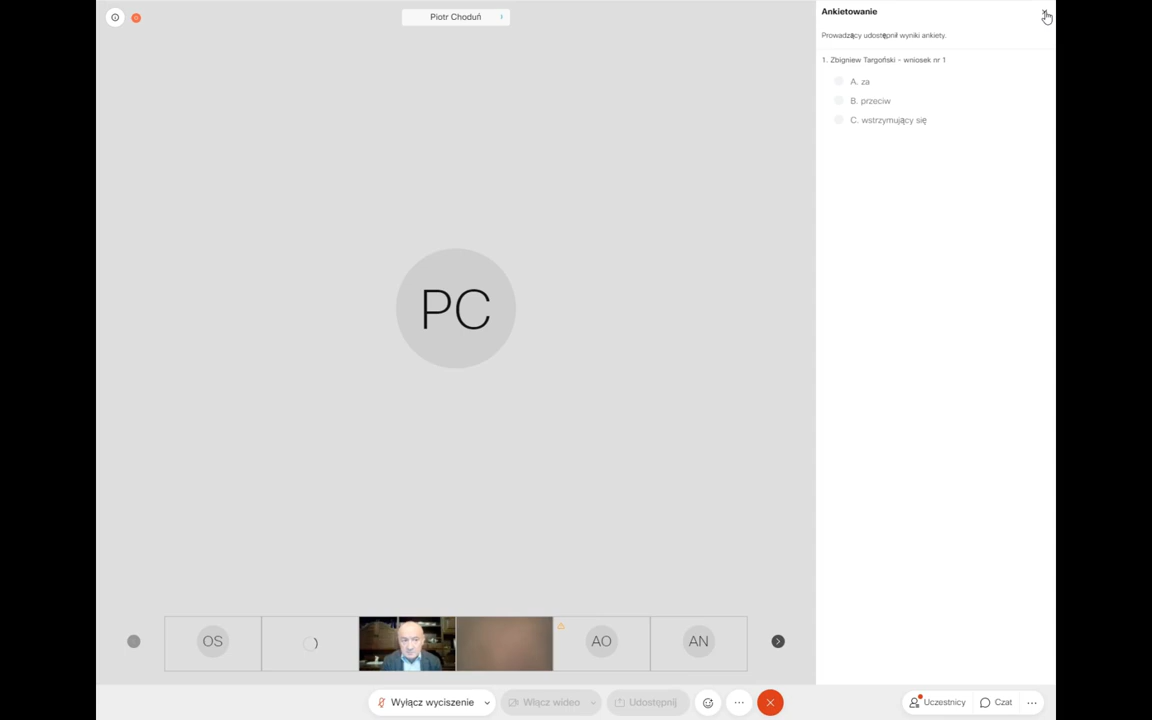 Piotr Choduń
Ankietowanie
Prowadzący udostępnił wyniki ankiety.
1. Zbigniew Targoński - wniosek nr 1
A. za
B. przeciw
C. wstrzymujący się
PC
OS
AO
AN
Wyłącz wyciszenie
Włącz wideo
Udostępnij
Uczestnicy
Czat